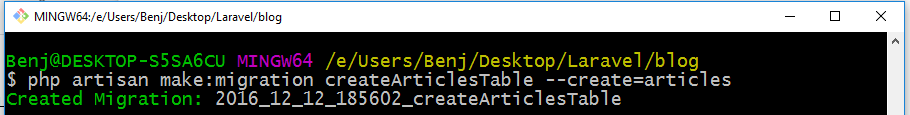 MINGW64:/e/Users/Benj/Desktop/Laravel/blog
Benj@DESKTOP-S5SA6CU MINGW64 /e/Users/Benj/Desktop/Laravel/blog
$ php artisan make:migration createArticlesTable --create=articles
Created Migration: 2016_12_12_185602_createArticlesTable